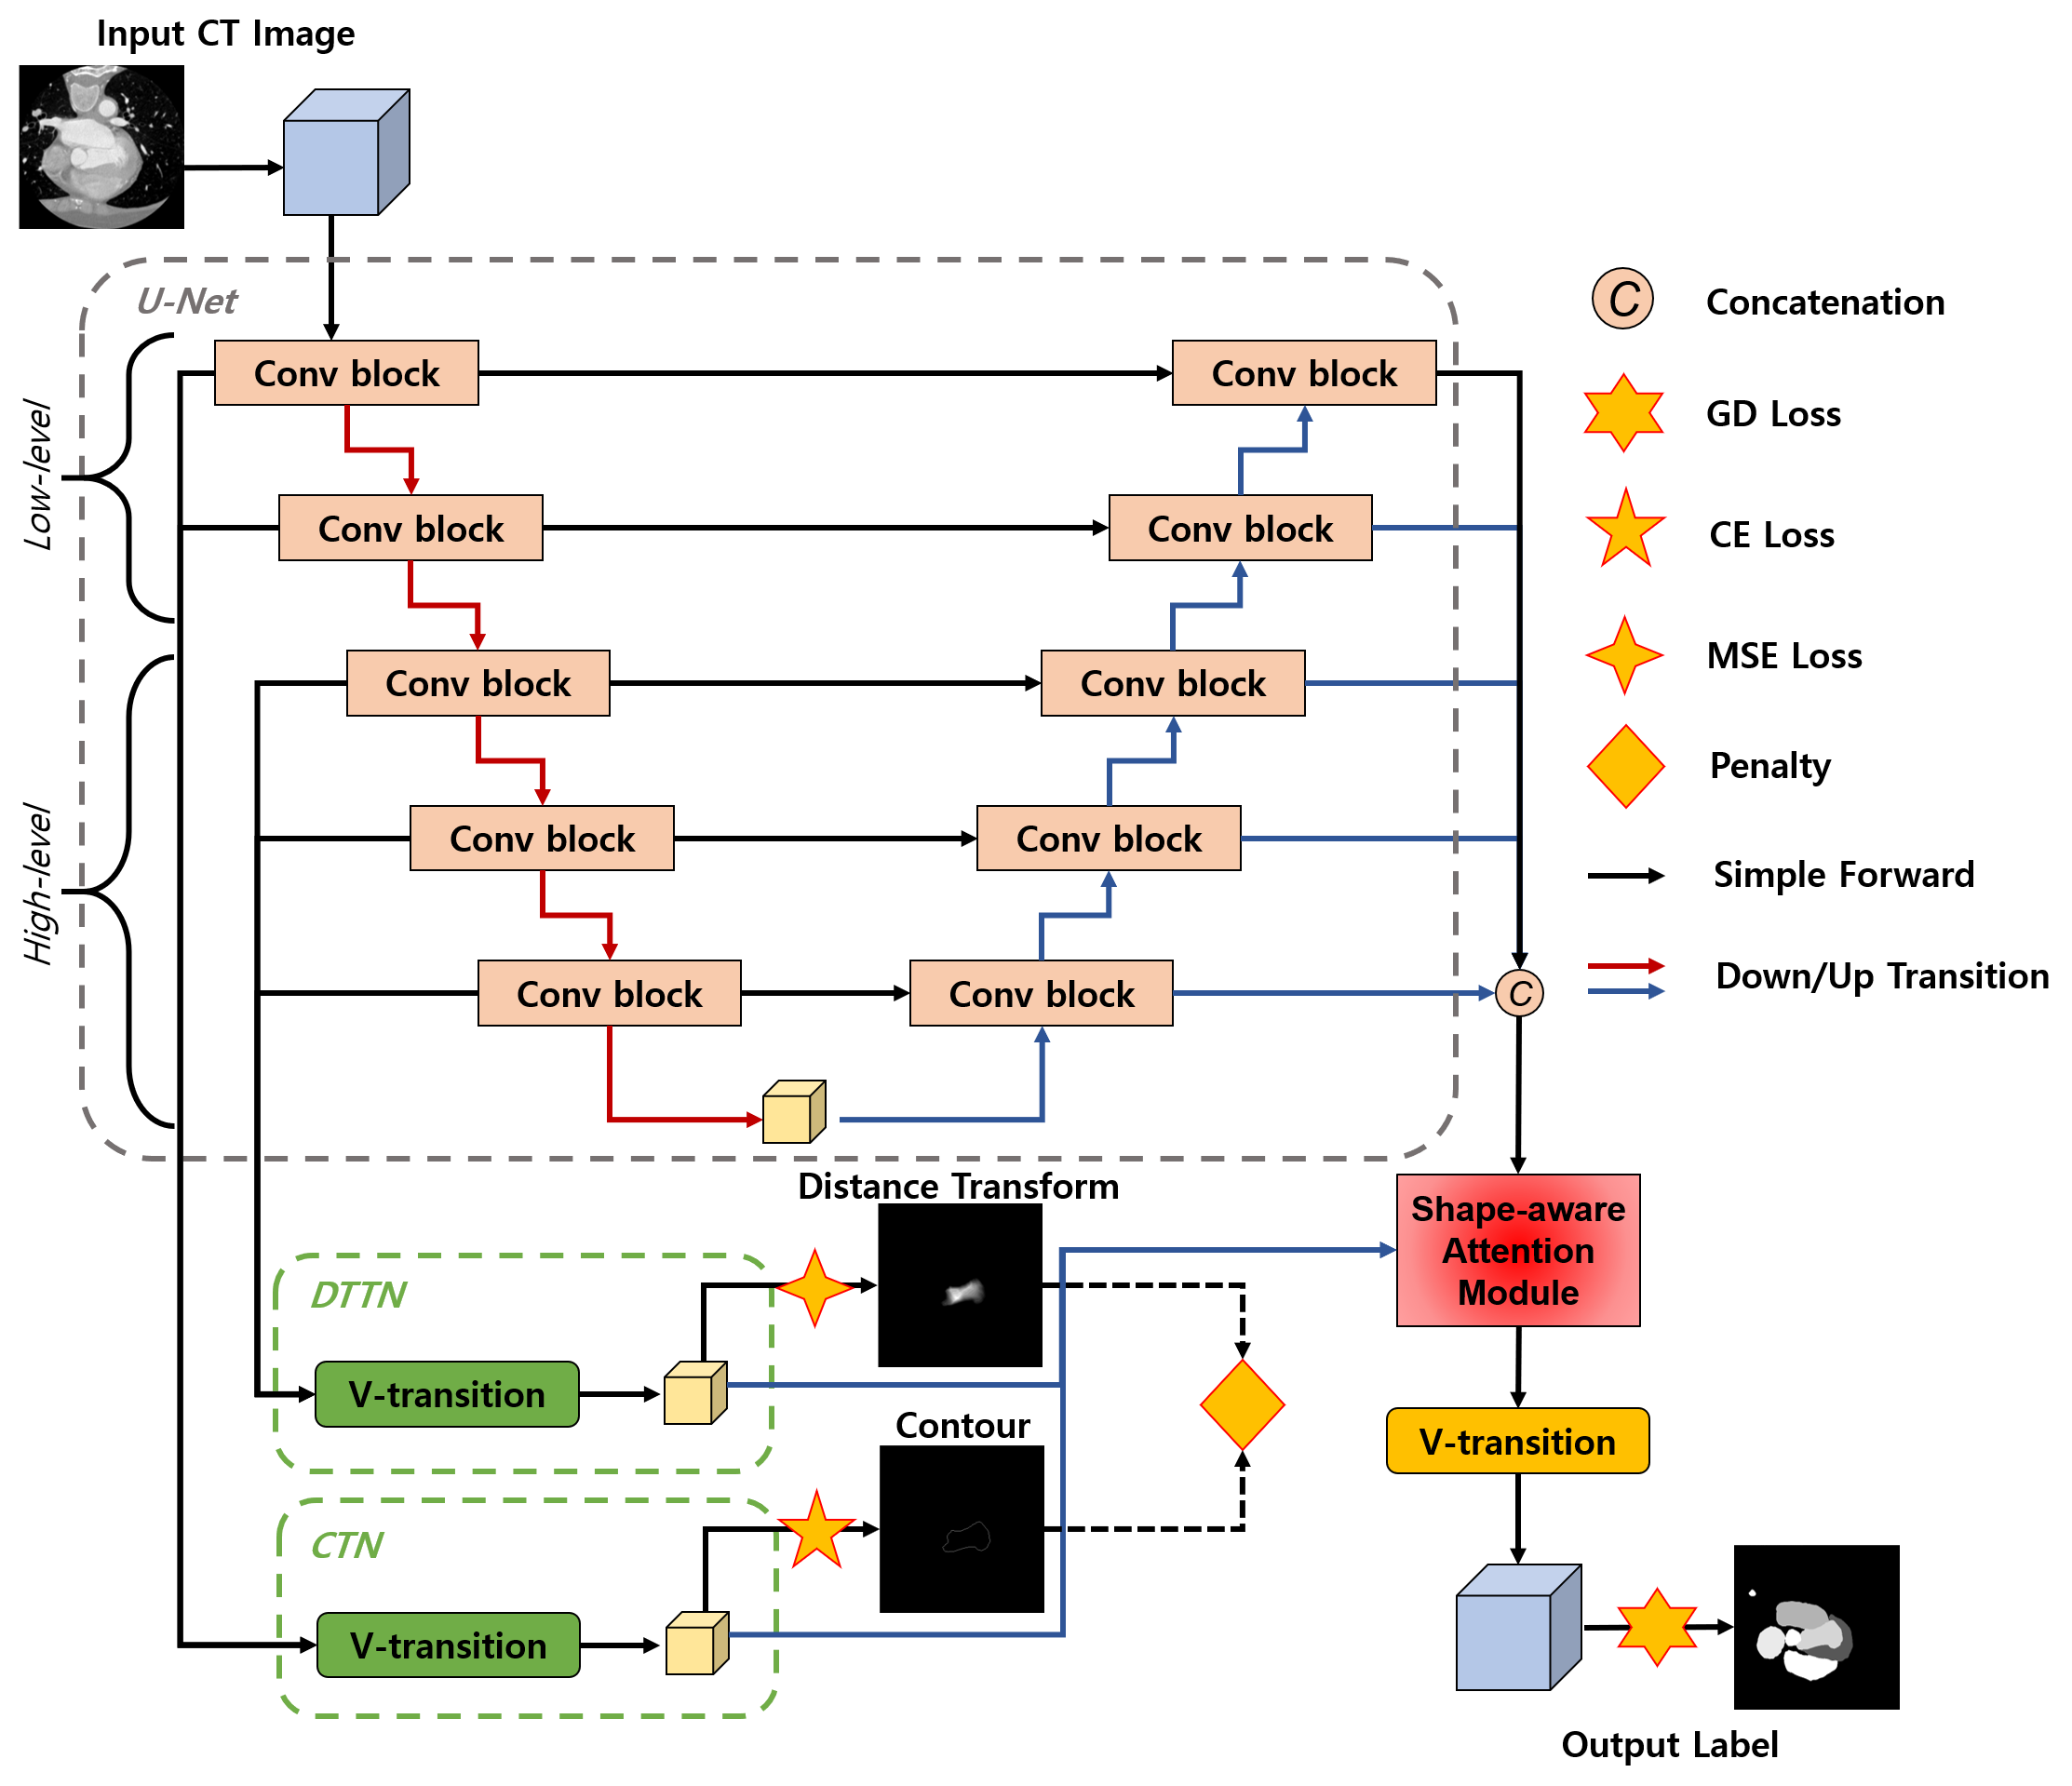 Input CT Image
U-Net
Low-level
High-level
Conv block
Conv block
Conv block
Conv block
Conv block
Conv block
Conv block
Conv block
Conv block
Conv block
C
Concatenation
GD Loss
CE Loss
MSE Loss
Penalty
Simple Forward
Down/Up Transition
C
Distance Transform
DTTN
V-transition
Contour
CTN
V-transition
Shape-aware
Attention
Module
V-transition
Output Label